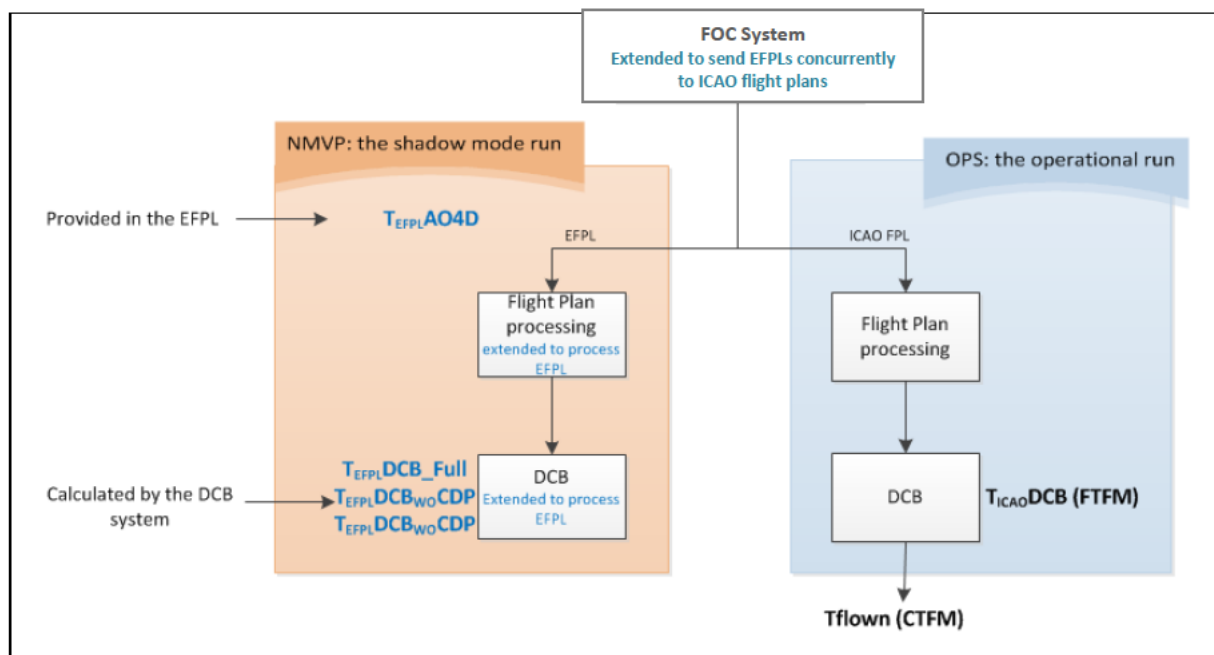 FOC System
Extended to send EFPLs concurrently
to ICAO flight plans
NMVP: the shadow mode run
OPS: the operational run
Provided in the EFPL
TEFPLAO4D
EFPL
ICAO FPL
Flight Plan
processing
extended to process
EFPL
Flight Plan
processing
Calculated by the DCB
system
TEFPLDCB_Full
TEFPLDCBWOCDP
TEFPLDCBWOCDP
DCB
Extended to process
EFPL
DCB
TICAODCB (FTFM)
Tflown (CTFM)